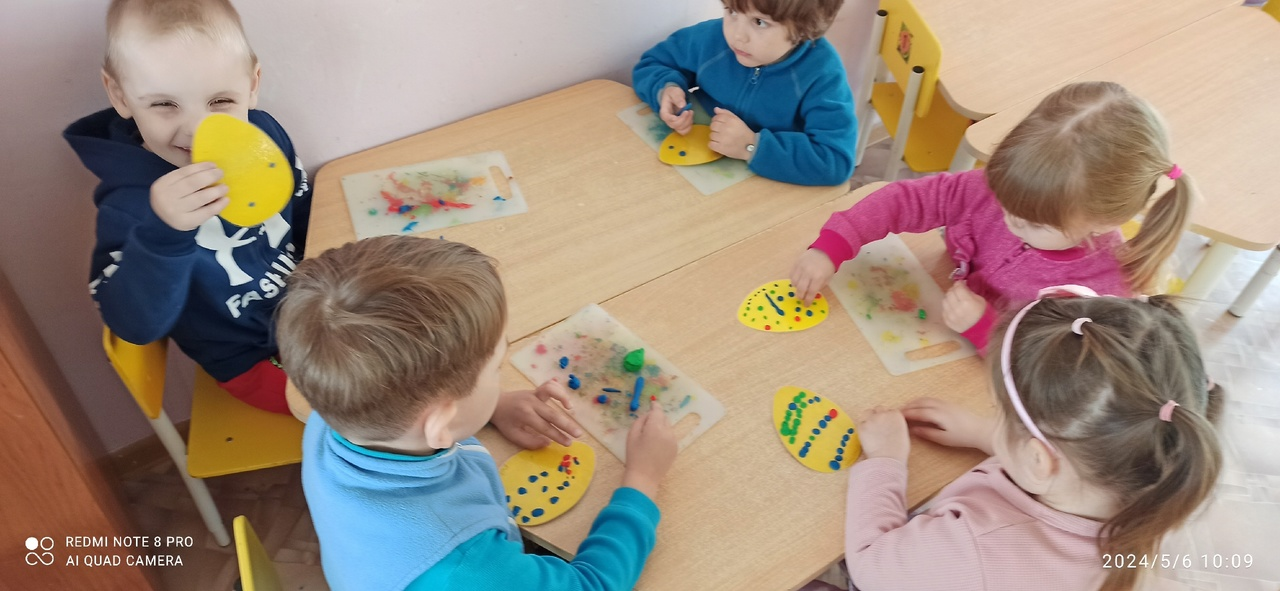 FASHI
REDMI NOTE 8 PRO
AI QUAD CAMERA
2024/5/6 10:09